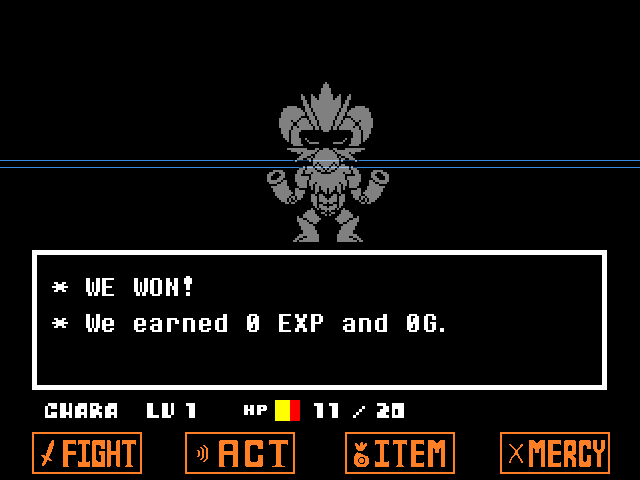 * WE WON!
* We earned 0 EXP and 0G.
CHARA LV 1 HP 11 / 20
FIGHT ACT ITEM MERCY